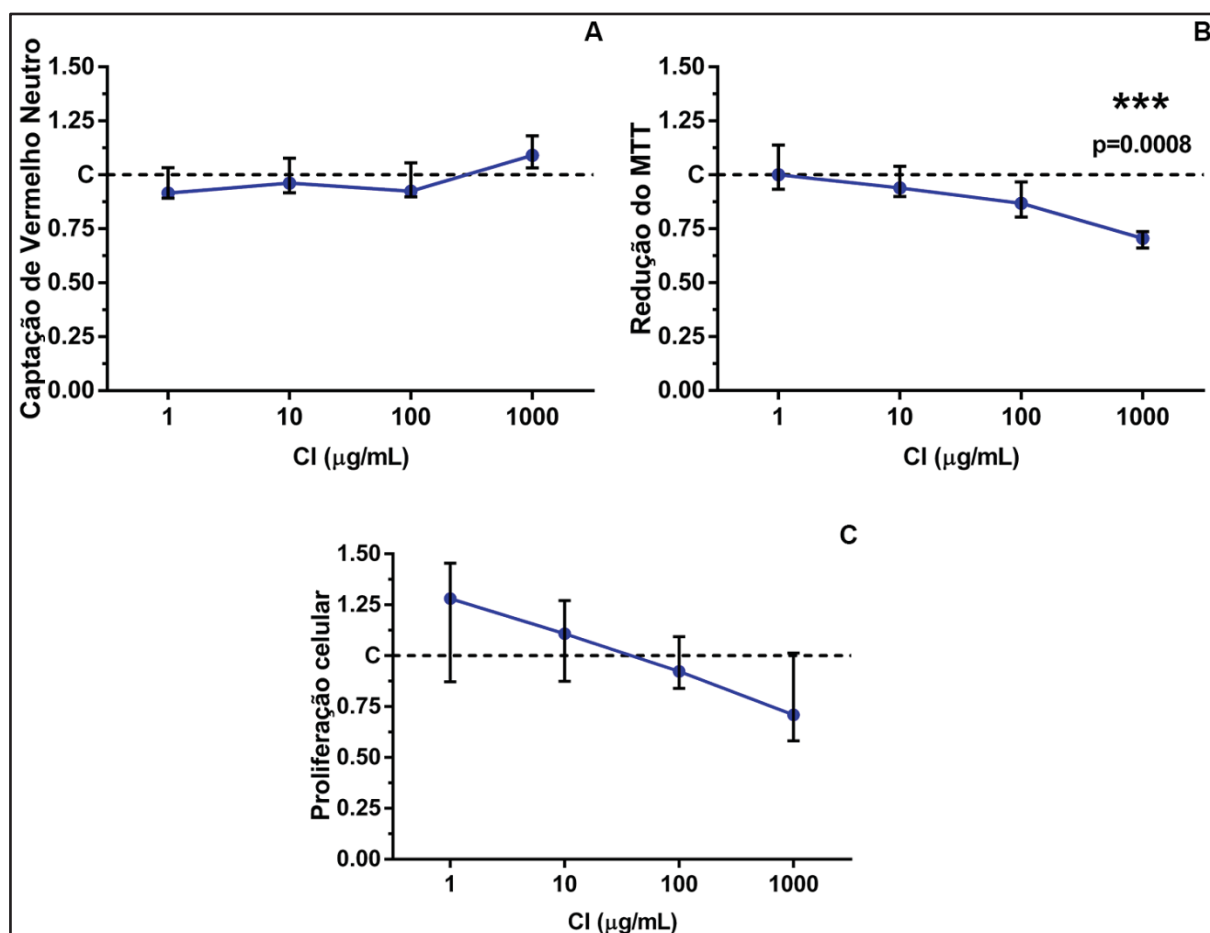 A
Captação de Vermelho Neutro
1.50
1.25
C
0.75
0.50
0.25
0.00
1 10 100 1000
CI (μg/mL)
B
Redução do MTT
1.50
1.25
C
0.75
0.50
0.25
0.00
***
p=0.0008
1 10 100 1000
CI (μg/mL)
C
Proliferação celular
1.50
1.25
C
0.75
0.50
0.25
0.00
1 10 100 1000
CI (μg/mL)